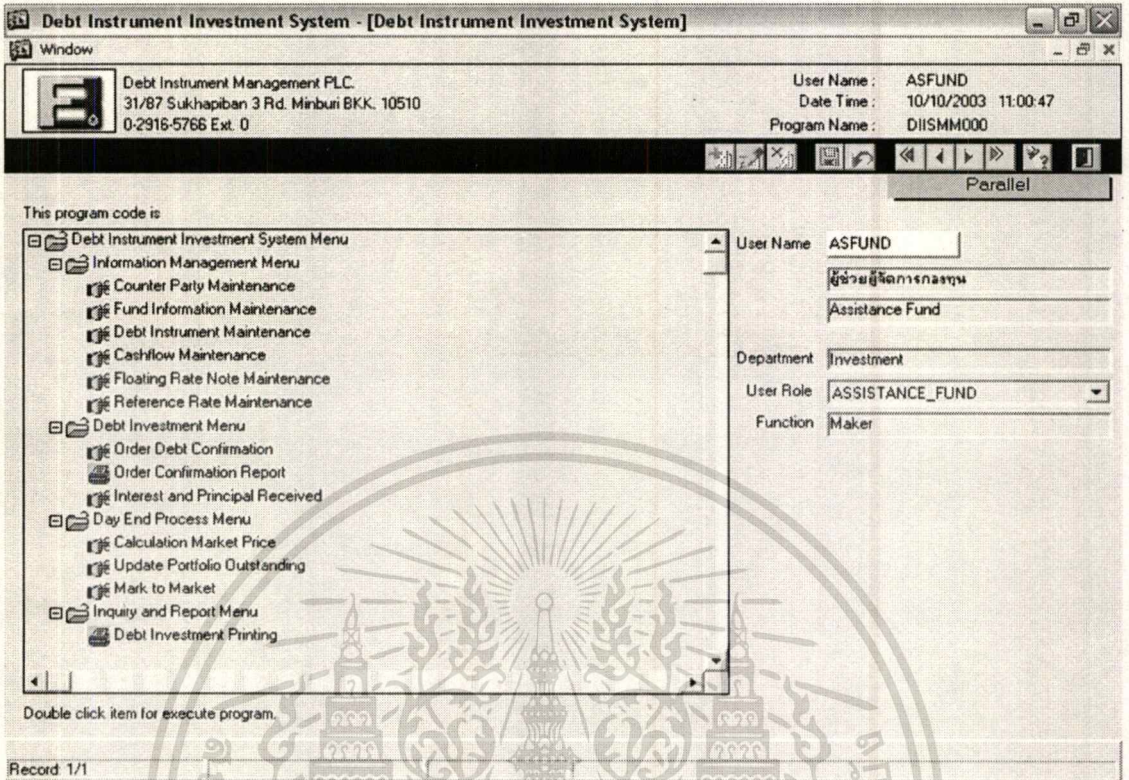 Debt Instrument Investment System - [Debt Instrument Investment System]
Window
Debt Instrument Management PLC.
31/87 Sukhapiban 3 Rd. Minburi BKK. 10510
0-2916-5766 Ext. 0
User Name : ASFUND
Date Time : 10/10/2003 11:00:47
Program Name : DIISMM000
Parallel
This program code is
Debt Instrument Investment System Menu
Information Management Menu
Counter Party Maintenance
Fund Information Maintenance
Debt Instrument Maintenance
Cashflow Maintenance
Floating Rate Note Maintenance
Reference Rate Maintenance
Debt Investment Menu
Order Debt Confirmation
Order Confirmation Report
Interest and Principal Received
Day End Process Menu
Calculation Market Price
Update Portfolio Outstanding
Mark to Market
Inquiry and Report Menu
Debt Investment Printing
User Name ASFUND
ผู้ช่วยผู้จัดการกองทุน
Assistance Fund
Department Investment
User Role ASSISTANCE_FUND
Function Maker
Double click item for execute program.
Record: 1/1